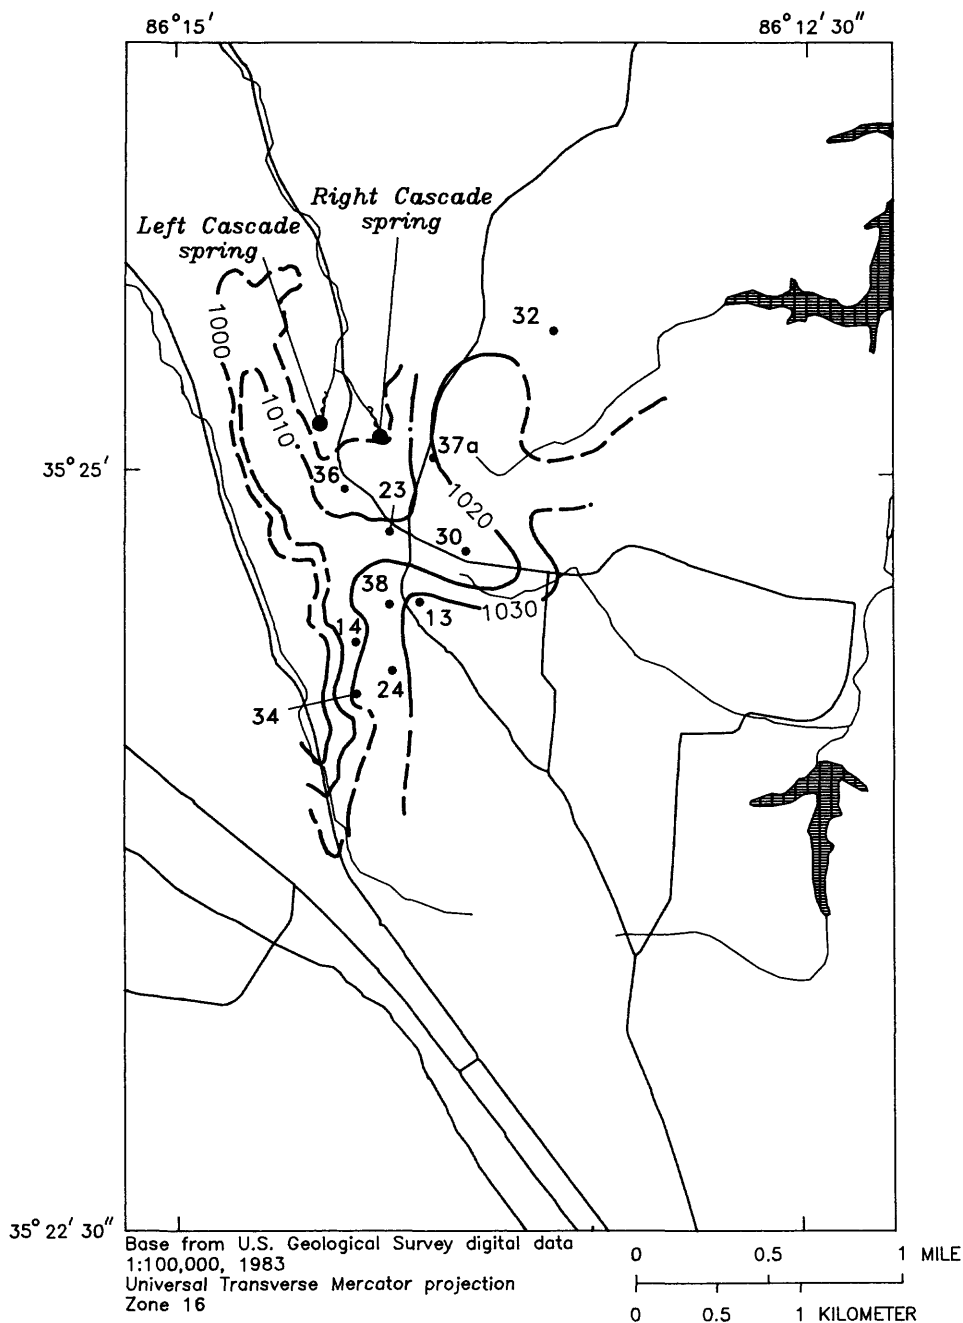 86° 15'
86° 12' 30"
Right Cascade
spring
Left Cascade
spring
32
1000
1010
37a
35° 25'
36
23
1020
30
38
13
1030
14
24
34
35° 22' 30"
Base from U.S. Geological Survey digital data
1:100,000, 1983
Universal Transverse Mercator projection
Zone 16
0 0.5 1 MILE
0 0.5 1 KILOMETER